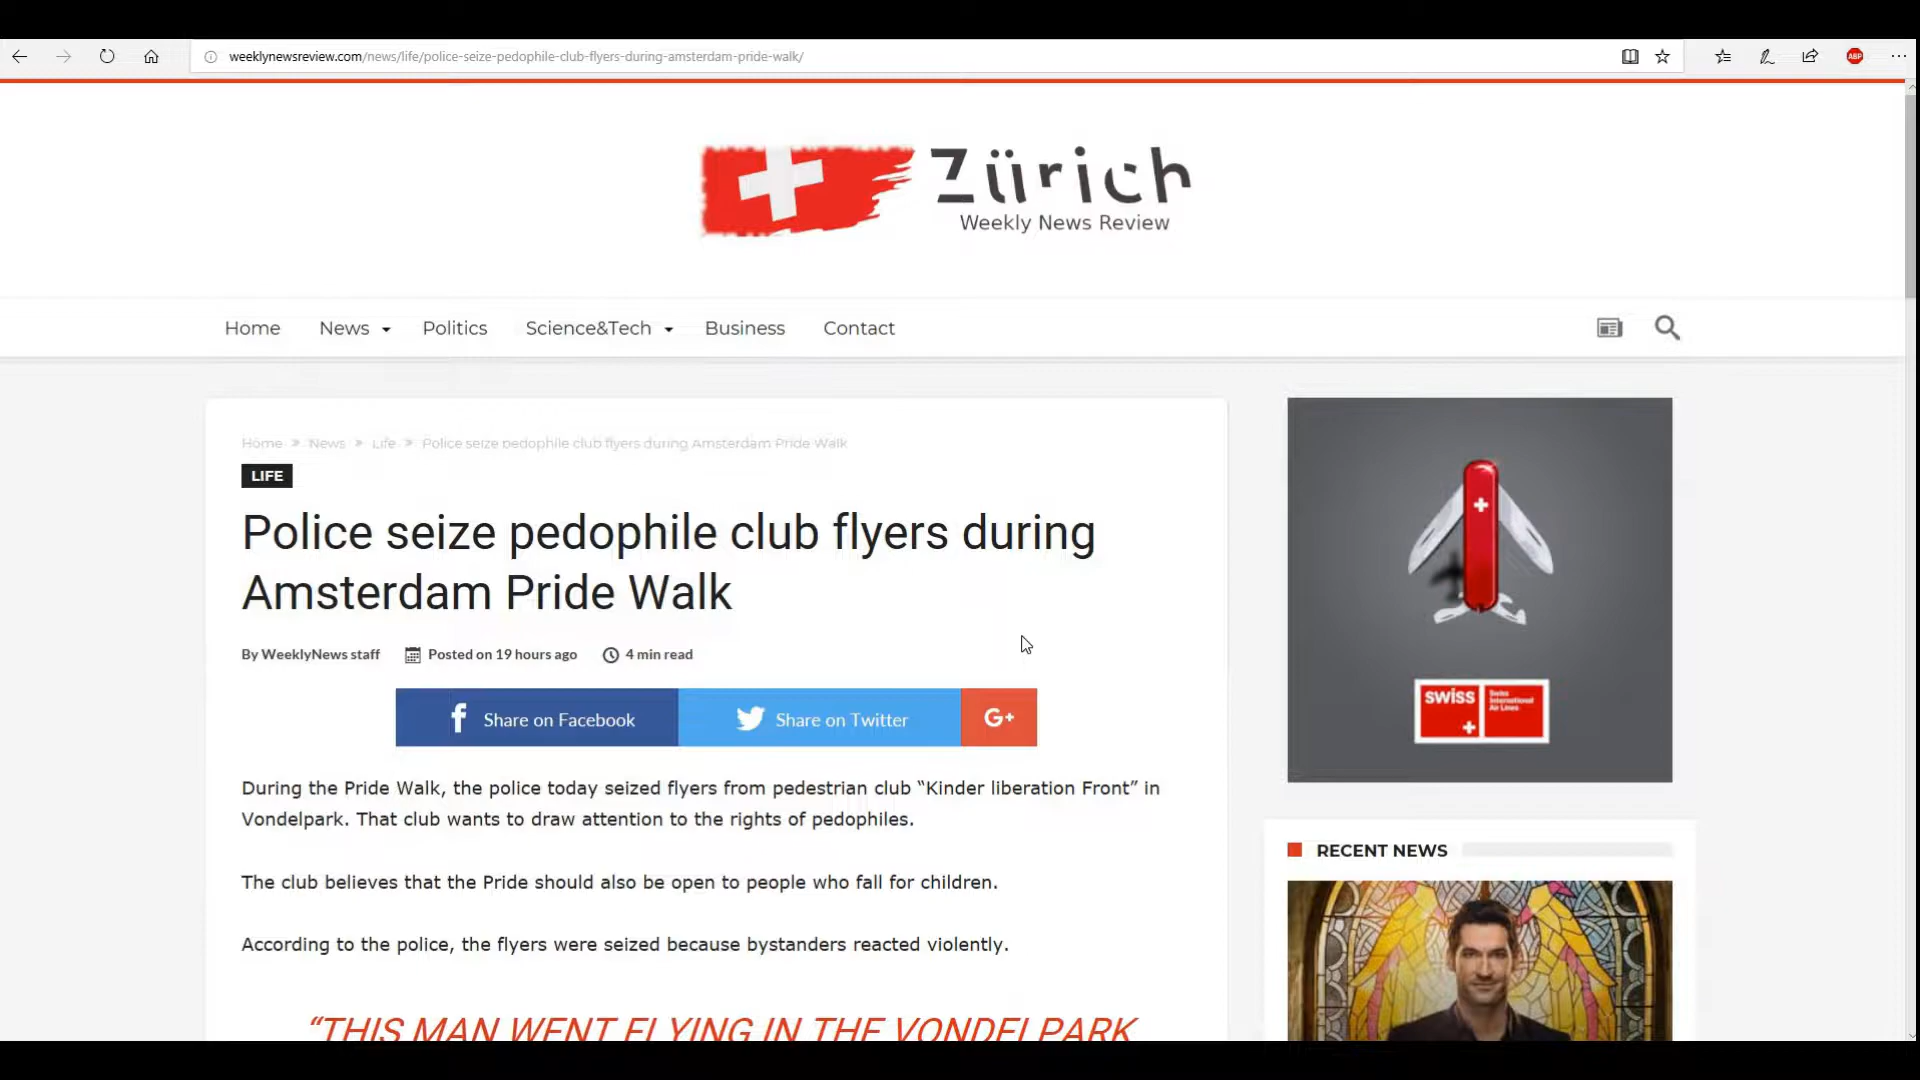 weeklynewsreview.com/news/life/police-seize-pedophile-club-flyers-during-amsterdam-pride-walk/
ABP
Zürich
Weekly News Review
Home News Politics Science&Tech Business Contact
Home » News » Life » Police seize pedophile club flyers during Amsterdam Pride Walk
LIFE
Police seize pedophile club flyers during
Amsterdam Pride Walk
By WeeklyNews staff Posted on 19 hours ago 4 min read
f Share on Facebook Share on Twitter G+
swiss Swiss International Air Lines
During the Pride Walk, the police today seized flyers from pedestrian club “Kinder liberation Front” in
Vondelpark. That club wants to draw attention to the rights of pedophiles.
RECENT NEWS
The club believes that the Pride should also be open to people who fall for children.
According to the police, the flyers were seized because bystanders reacted violently.
“THIS MAN WENT FLYING IN THE VONDELPARK